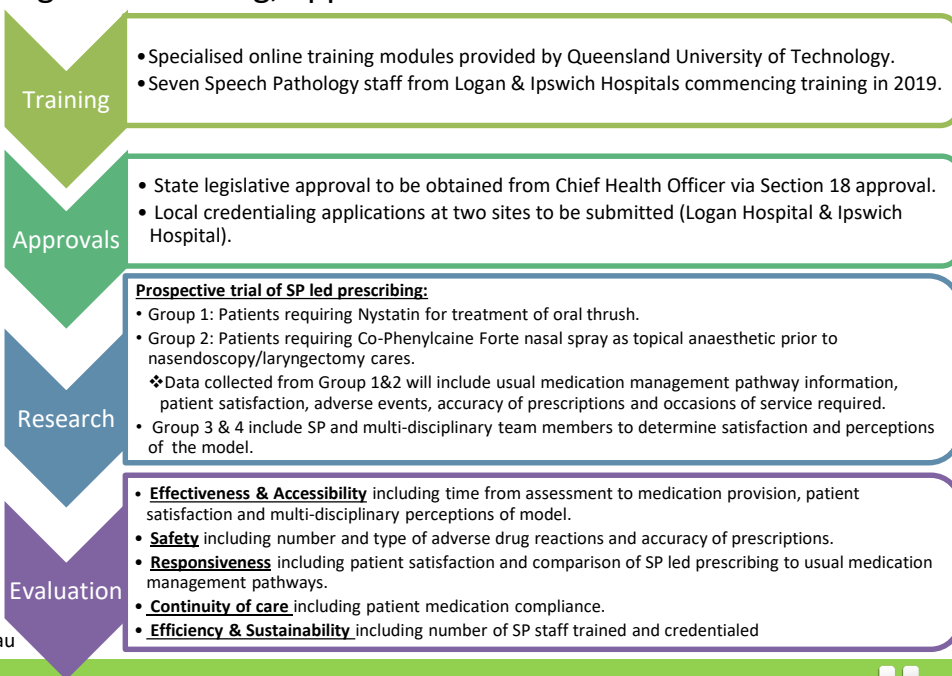 Training
•Specialised online training modules provided by Queensland University of Technology.
•Seven Speech Pathology staff from Logan & Ipswich Hospitals commencing training in 2019.
Approvals
• State legislative approval to be obtained from Chief Health Officer via Section 18 approval.
• Local credentialing applications at two sites to be submitted (Logan Hospital & Ipswich
Hospital).
Research
Prospective trial of SP led prescribing:
• Group 1: Patients requiring Nystatin for treatment of oral thrush.
• Group 2: Patients requiring Co-Phenylcaine Forte nasal spray as topical anaesthetic prior to
nasendoscopy/laryngectomy cares.
❖Data collected from Group 1&2 will include usual medication management pathway information,
patient satisfaction, adverse events, accuracy of prescriptions and occasions of service required.
• Group 3 & 4 include SP and multi-disciplinary team members to determine satisfaction and perceptions
of the model.
Evaluation
• Effectiveness & Accessibility including time from assessment to medication provision, patient
satisfaction and multi-disciplinary perceptions of model.
• Safety including number and type of adverse drug reactions and accuracy of prescriptions.
• Responsiveness including patient satisfaction and comparison of SP led prescribing to usual medication
management pathways.
• Continuity of care including patient medication compliance.
• Efficiency & Sustainability including number of SP staff trained and credentialed
au